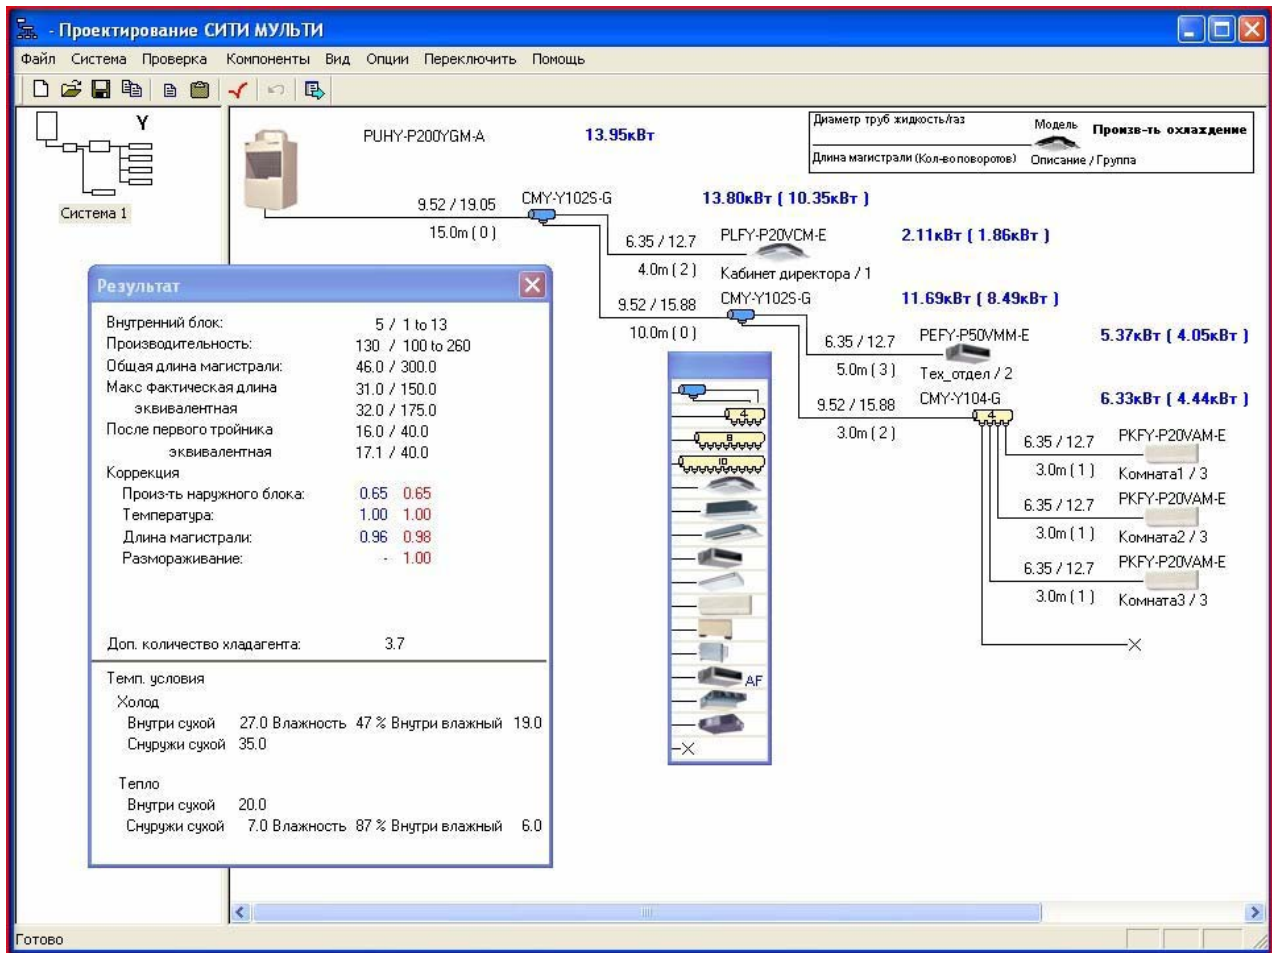 - Проектирование СИТИ МУЛЬТИ
Файл Система Проверка Компоненты Вид Опции Переключить Помощь
Y
Система 1
PUHY-P200YGM-A 13.95кВт
Диаметр труб жидкость/газ
Модель Произв-ть охлаждение
Длина магистрали (Кол-во поворотов) Описание / Группа
9.52 / 19.05 CMY-Y102S-G 13.80кВт ( 10.35кВт )
15.0m ( 0 )
6.35 / 12.7 PLFY-P20VCM-E 2.11кВт ( 1.86кВт )
4.0m ( 2 ) Кабинет директора / 1
9.52 / 15.88 CMY-Y102S-G 11.69кВт ( 8.49кВт )
10.0m ( 0 )
6.35 / 12.7 PEFY-P50VMM-E 5.37кВт ( 4.05кВт )
5.0m ( 3 ) Тех_отдел / 2
9.52 / 15.88 CMY-Y104-G 6.33кВт ( 4.44кВт )
3.0m ( 2 )
4
6.35 / 12.7 PKFY-P20VAM-E
3.0m ( 1 ) Комната1 / 3
6.35 / 12.7 PKFY-P20VAM-E
3.0m ( 1 ) Комната2 / 3
6.35 / 12.7 PKFY-P20VAM-E
3.0m ( 1 ) Комната3 / 3
Результат
Внутренний блок: 5 / 1 to 13
Производительность: 130 / 100 to 260
Общая длина магистрали: 46.0 / 300.0
Макс фактическая длина 31.0 / 150.0
эквивалентная 32.0 / 175.0
После первого тройника 16.0 / 40.0
эквивалентная 17.1 / 40.0
Коррекция
Произ-ть наружного блока: 0.65 0.65
Температура: 1.00 1.00
Длина магистрали: 0.96 0.98
Размораживание: - 1.00
Доп. количество хладагента: 3.7
Темп. условия
Холод
Внутри сухой 27.0 Влажность 47 % Внутри влажный 19.0
Снуружи сухой 35.0
Тепло
Внутри сухой 20.0
Снуружи сухой 7.0 Влажность 87 % Внутри влажный 6.0
4
8
10
AF
Готово